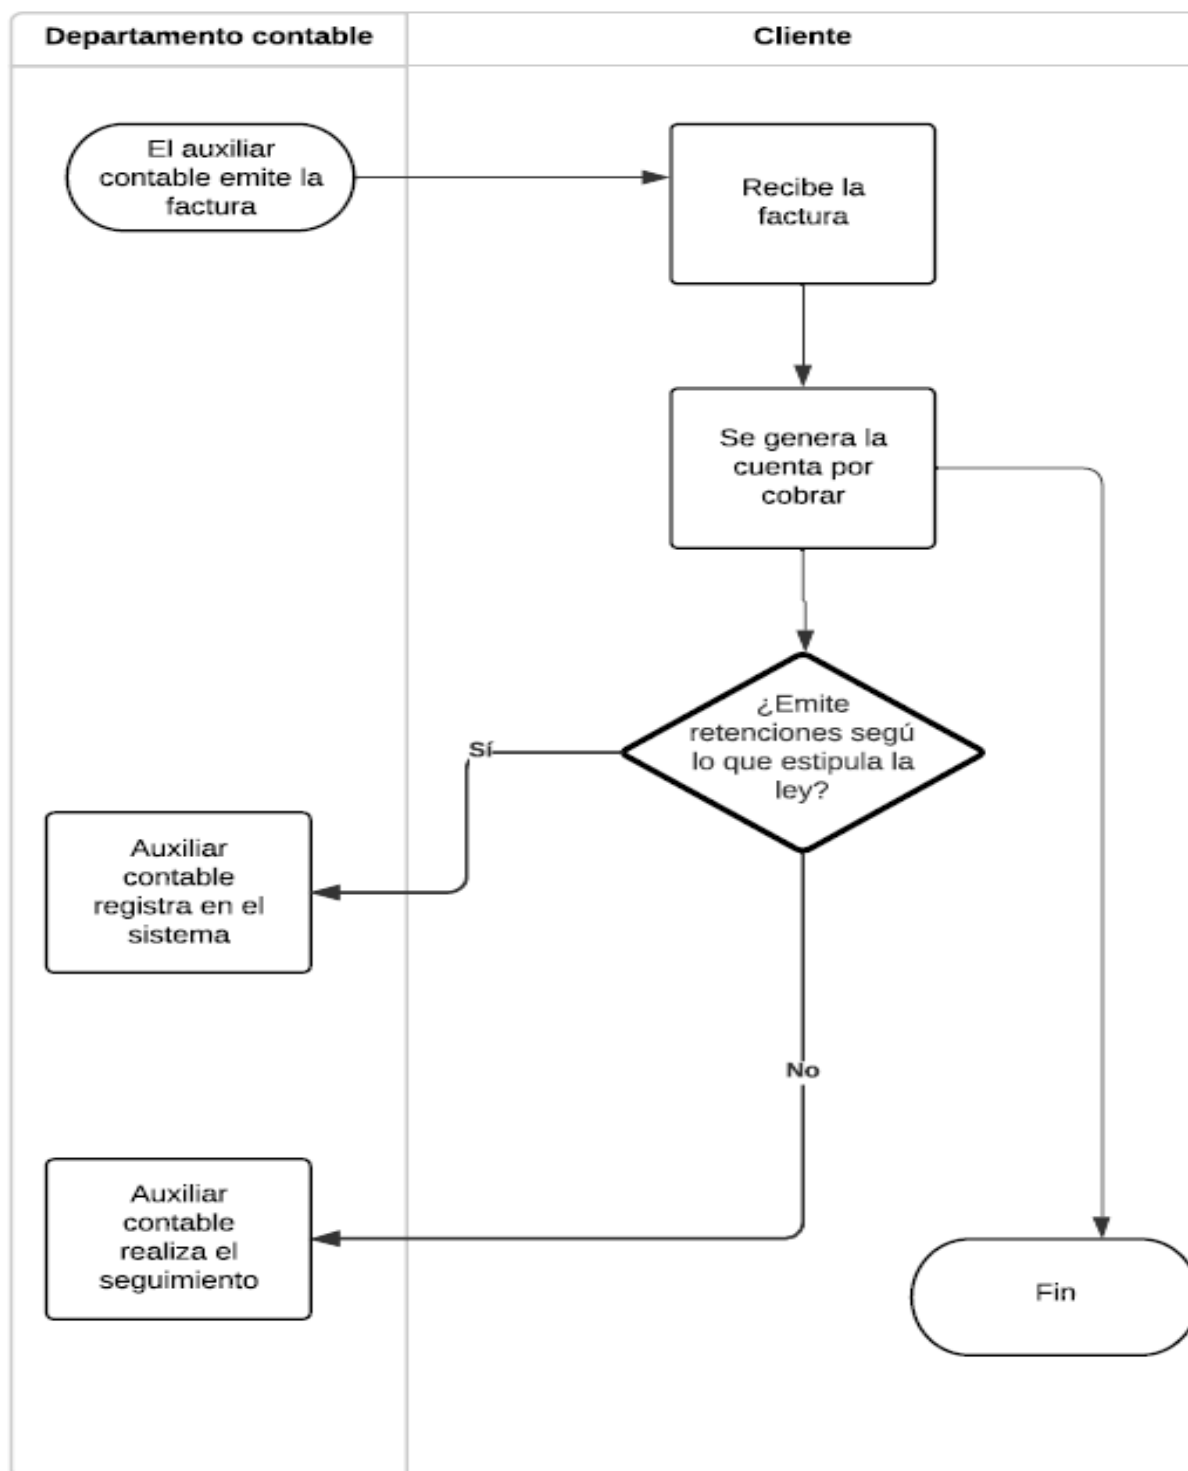 Departamento contable
Cliente
El auxiliar
contable emite la
factura
Recibe la
factura
Se genera la
cuenta por
cobrar
¿Emite
retenciones segú
lo que estipula la
ley?
Sí
Auxiliar
contable
registra en el
sistema
No
Auxiliar
contable
realiza el
seguimiento
Fin